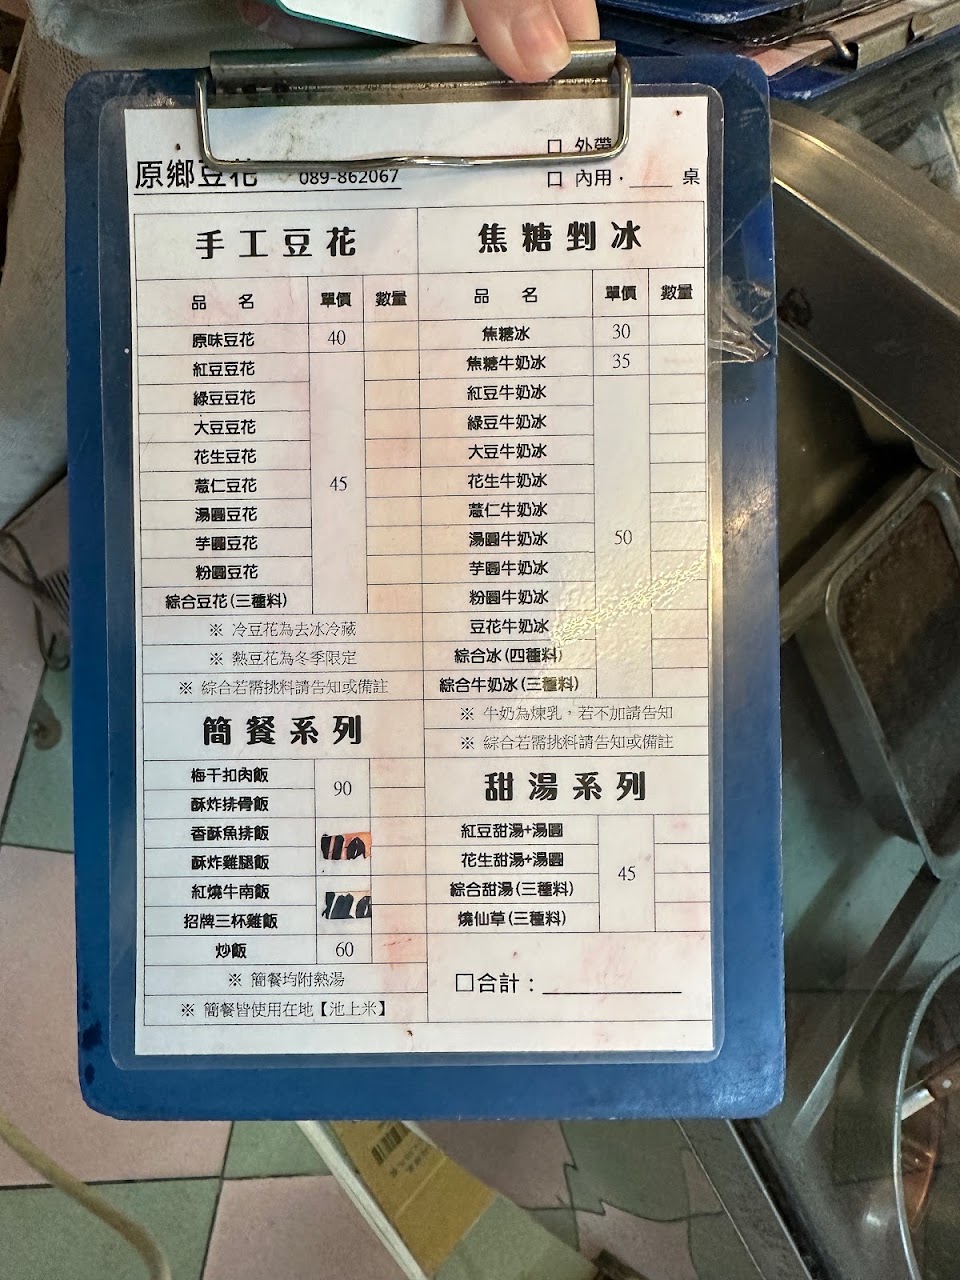 原鄉豆花 089-862067
口 外帶
口 內用・____ 桌
手工豆花
品 名 單價 數量
原味豆花 40
紅豆豆花
綠豆豆花
大豆豆花
花生豆花
薏仁豆花 45
湯圓豆花
芋圓豆花
粉圓豆花
綜合豆花(三種料)
※ 冷豆花為去冰冷藏
※ 熱豆花為冬季限定
※ 綜合若需挑料請告知或備註
簡餐系列
梅干扣肉飯 90
酥炸排骨飯
香酥魚排飯
酥炸雞腿飯
紅燒牛南飯
招牌三杯雞飯
炒飯 60
※ 簡餐均附熱湯
※ 簡餐皆使用在地【池上米】
焦糖剉冰
品 名 單價 數量
焦糖冰 30
焦糖牛奶冰 35
紅豆牛奶冰
綠豆牛奶冰
大豆牛奶冰
花生牛奶冰
薏仁牛奶冰
湯圓牛奶冰 50
芋圓牛奶冰
粉圓牛奶冰
豆花牛奶冰
綜合冰(四種料)
綜合牛奶冰(三種料)
※ 牛奶為煉乳，若不加請告知
※ 綜合若需挑料請告知或備註
甜湯系列
紅豆甜湯+湯圓
花生甜湯+湯圓 45
綜合甜湯(三種料)
燒仙草(三種料)
口合計：____________